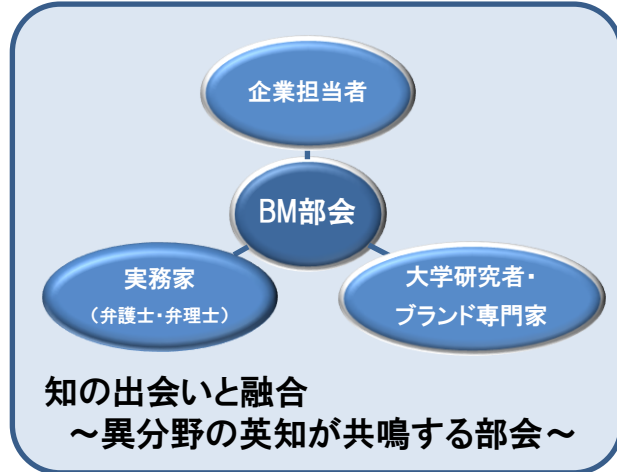 企業担当者
BM部会
実務家
（弁護士・弁理士）
大学研究者・
ブランド専門家
知の出会いと融合
～異分野の英知が共鳴する部会～